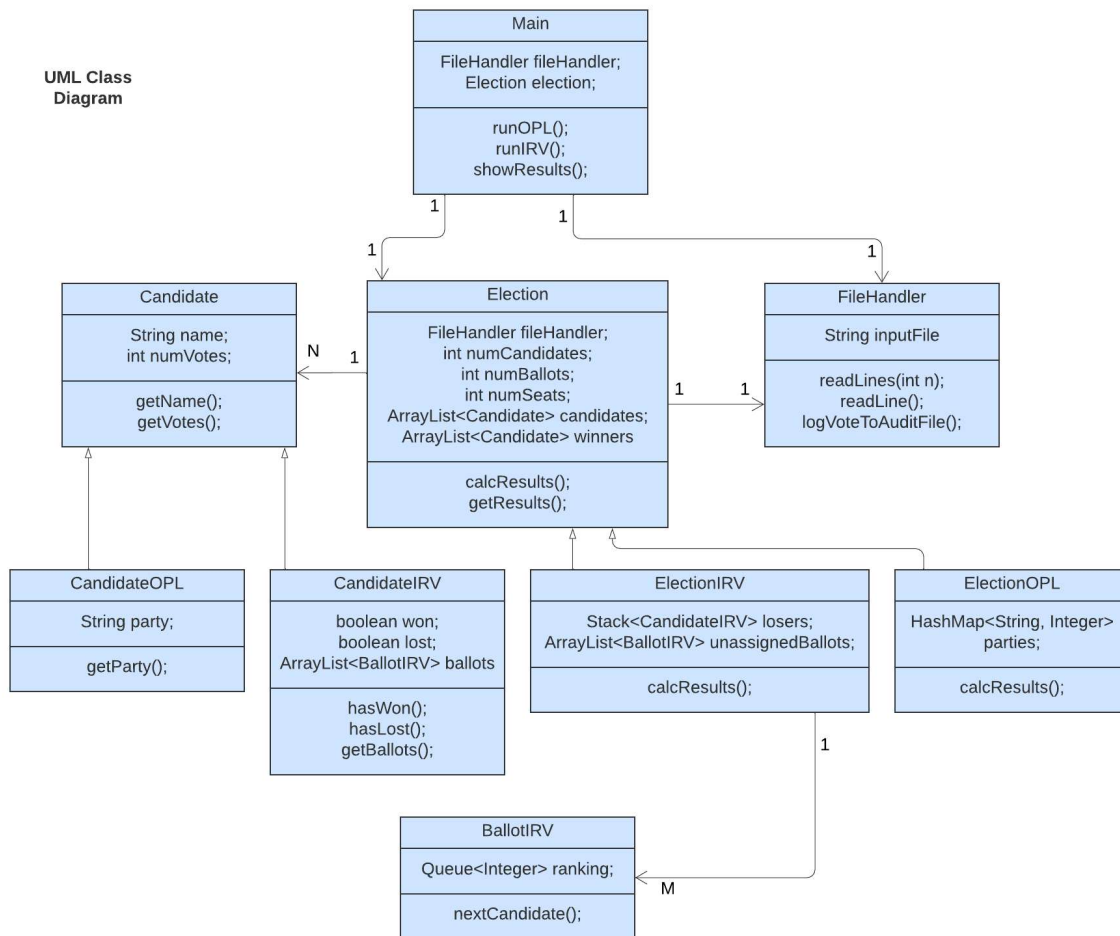 UML Class
Diagram
Main
FileHandler fileHandler;
Election election;
runOPL();
runIRV();
showResults();
1
1
1
1
Candidate
String name;
int numVotes;
getName();
getVotes();
N
1
Election
FileHandler fileHandler;
int numCandidates;
int numBallots;
int numSeats;
ArrayList<Candidate> candidates;
ArrayList<Candidate> winners
calcResults();
getResults();
1
1
FileHandler
String inputFile
readLines(int n);
readLine();
logVoteToAuditFile();
CandidateOPL
String party;
getParty();
CandidateIRV
boolean won;
boolean lost;
ArrayList<BallotIRV> ballots
hasWon();
hasLost();
getBallots();
ElectionIRV
Stack<CandidateIRV> losers;
ArrayList<BallotIRV> unassignedBallots;
calcResults();
ElectionOPL
HashMap<String, Integer>
parties;
calcResults();
1
BallotIRV
Queue<Integer> ranking;
nextCandidate();
M